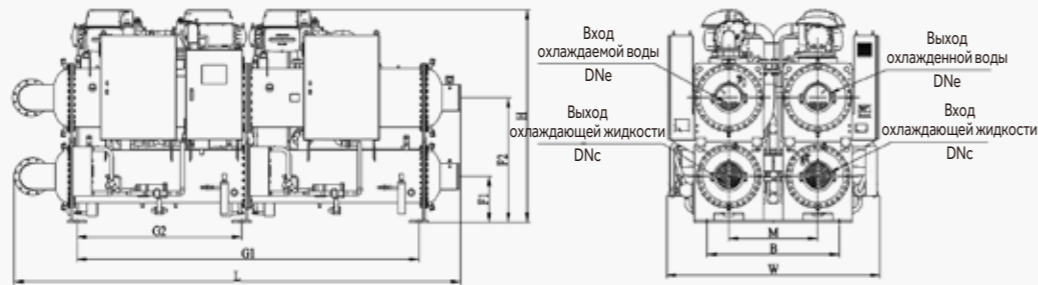 H
F2
F1
G2
G1
L
Вход
охлаждаемой воды
DNe
Выход
охлаждающей жидкости
DNc
Выход
охлажденной воды
DNe
Вход
охлаждающей жидкости
DNc
M
B
W